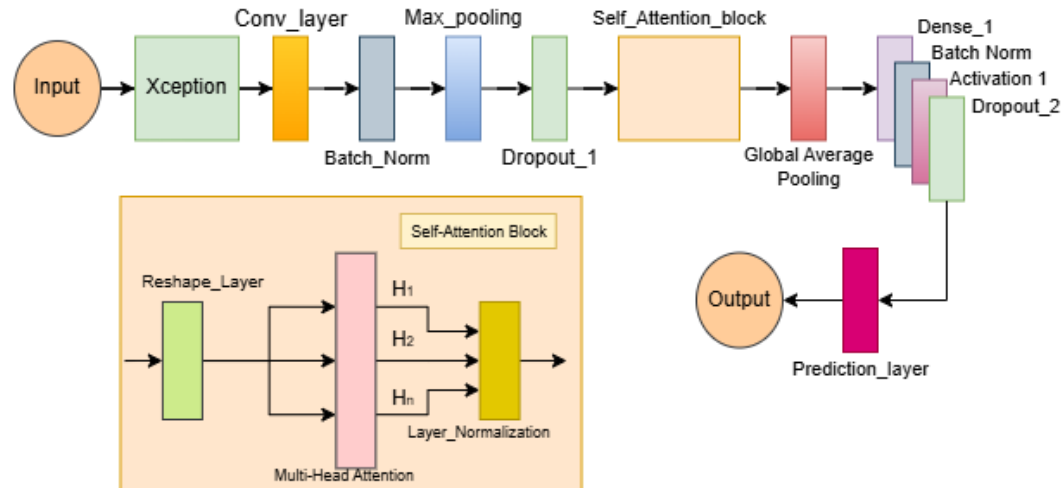 Input
Xception
Conv_layer
Batch_Norm
Max_pooling
Dropout_1
Self_Attention_block
Global Average
Pooling
Dense_1
Batch Norm
Activation 1
Dropout_2
Prediction_layer
Output
Self-Attention Block
Reshape_Layer
Multi-Head Attention
H1
H2
Hn
Layer_Normalization